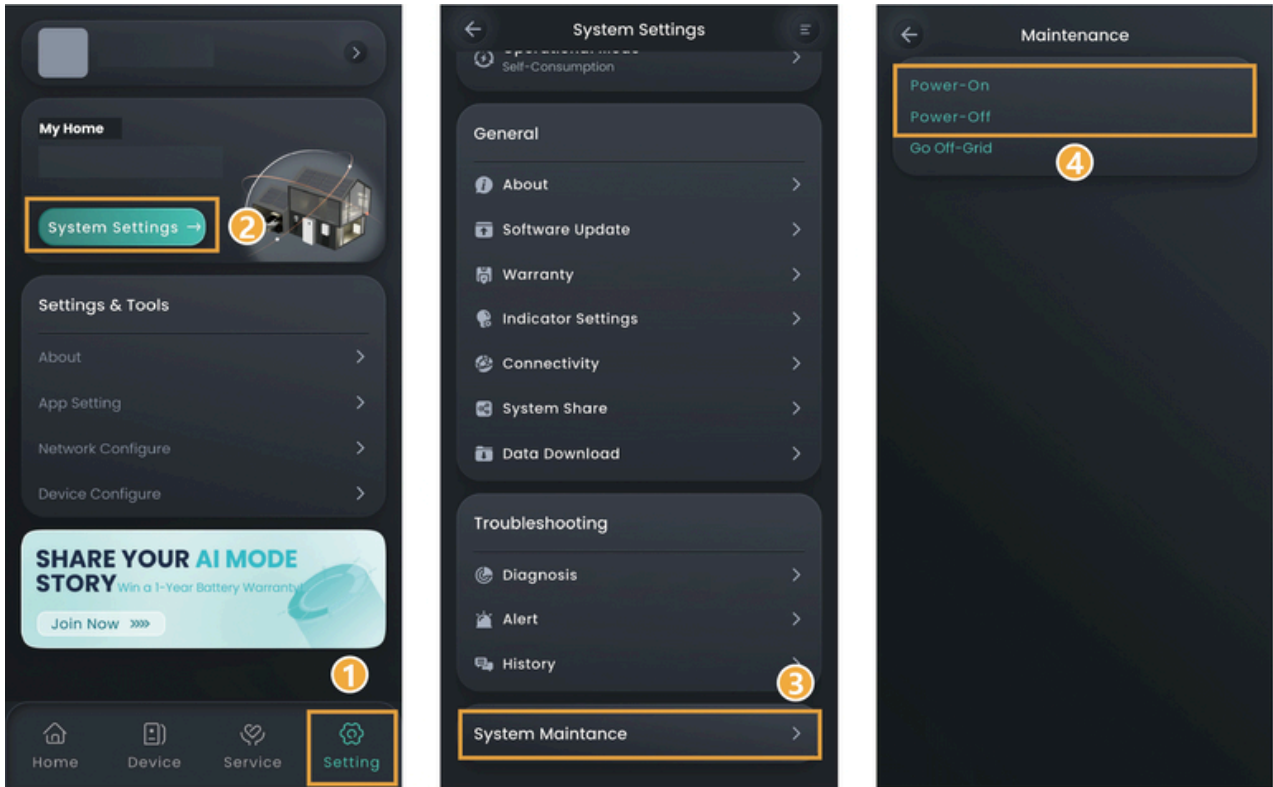 My Home
System Settings →
2
Settings & Tools
About
App Setting
Network Configure
Device Configure
SHARE YOUR AI MODE
STORY Win a 1-Year Battery Warranty!
Join Now »»»
1
Home
Device
Service
Setting
System Settings
Operational Mode
Self-Consumption
General
About
Software Update
Warranty
Indicator Settings
Connectivity
System Share
Data Download
Troubleshooting
Diagnosis
Alert
History
3
System Maintance
Maintenance
Power-On
Power-Off
Go Off-Grid
4